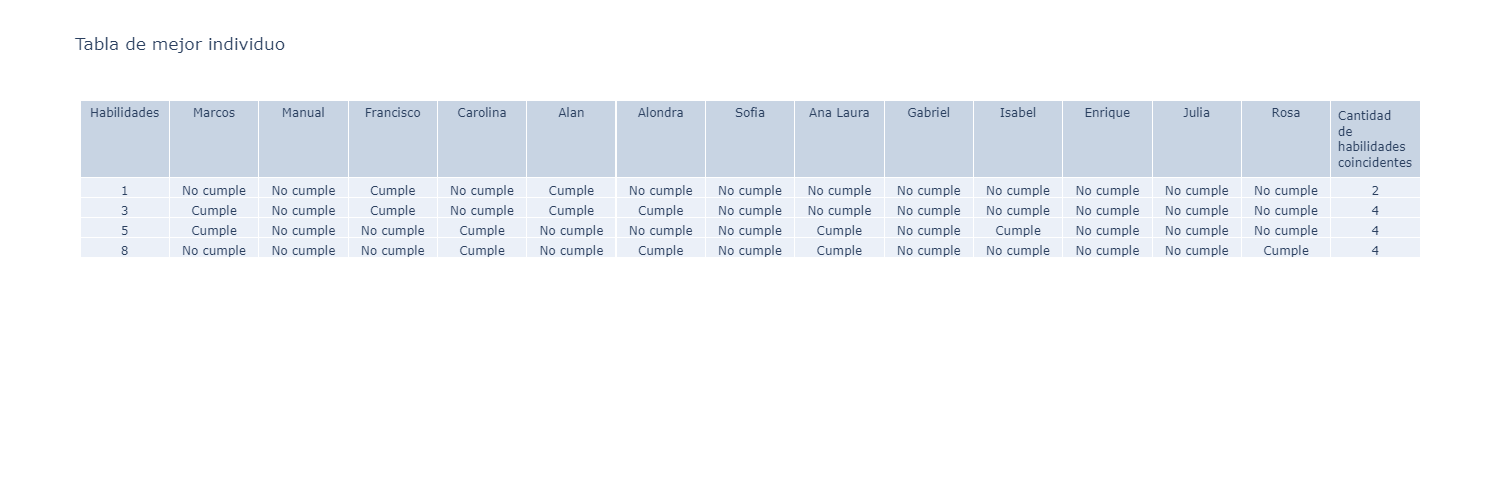 Tabla de mejor individuo
Habilidades Marcos Manual Francisco Carolina Alan Alondra Sofia Ana Laura Gabriel Isabel Enrique Julia Rosa Cantidad
de
habilidades
coincidentes
1 No cumple No cumple Cumple No cumple Cumple No cumple No cumple No cumple No cumple No cumple No cumple No cumple No cumple 2
3 Cumple No cumple Cumple No cumple Cumple Cumple No cumple No cumple No cumple No cumple No cumple No cumple No cumple 4
5 Cumple No cumple No cumple Cumple No cumple No cumple No cumple Cumple No cumple Cumple No cumple No cumple No cumple 4
8 No cumple No cumple No cumple Cumple No cumple Cumple No cumple Cumple No cumple No cumple No cumple No cumple Cumple 4